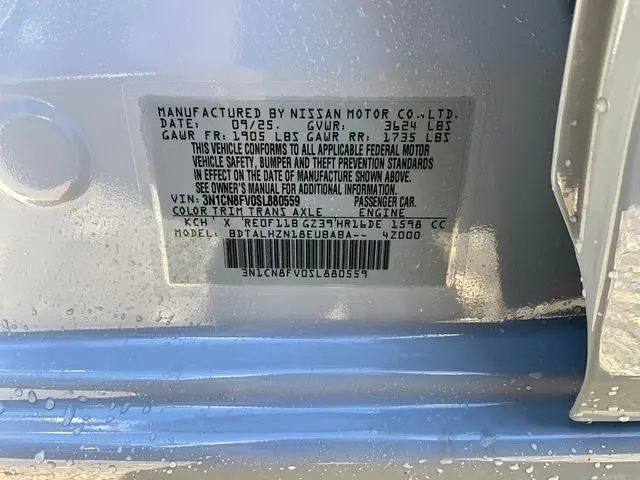 MANUFACTURED BY NISSAN MOTOR CO.,LTD.
DATE: 09/25. GVWR: 3624 LBS
GAWR FR: 1905 LBS GAWR RR: 1735 LBS
THIS VEHICLE CONFORMS TO ALL APPLICABLE FEDERAL MOTOR
VEHICLE SAFETY, BUMPER AND THEFT PREVENTION STANDARDS
IN EFFECT ON THE DATE OF MANUFACTURE SHOWN ABOVE.
SEE OWNER'S MANUAL FOR ADDITIONAL INFORMATION.
VIN: 3N1CN8FV0SL880559 PASSENGER CAR.
COLOR TRIM TRANS AXLE ENGINE
KCH X RE0F11B GZ39 HR16DE 1598 CC
MODEL: BDTALHZN18EUBABA-- 4Z000
3N1CN8FV0SL880559